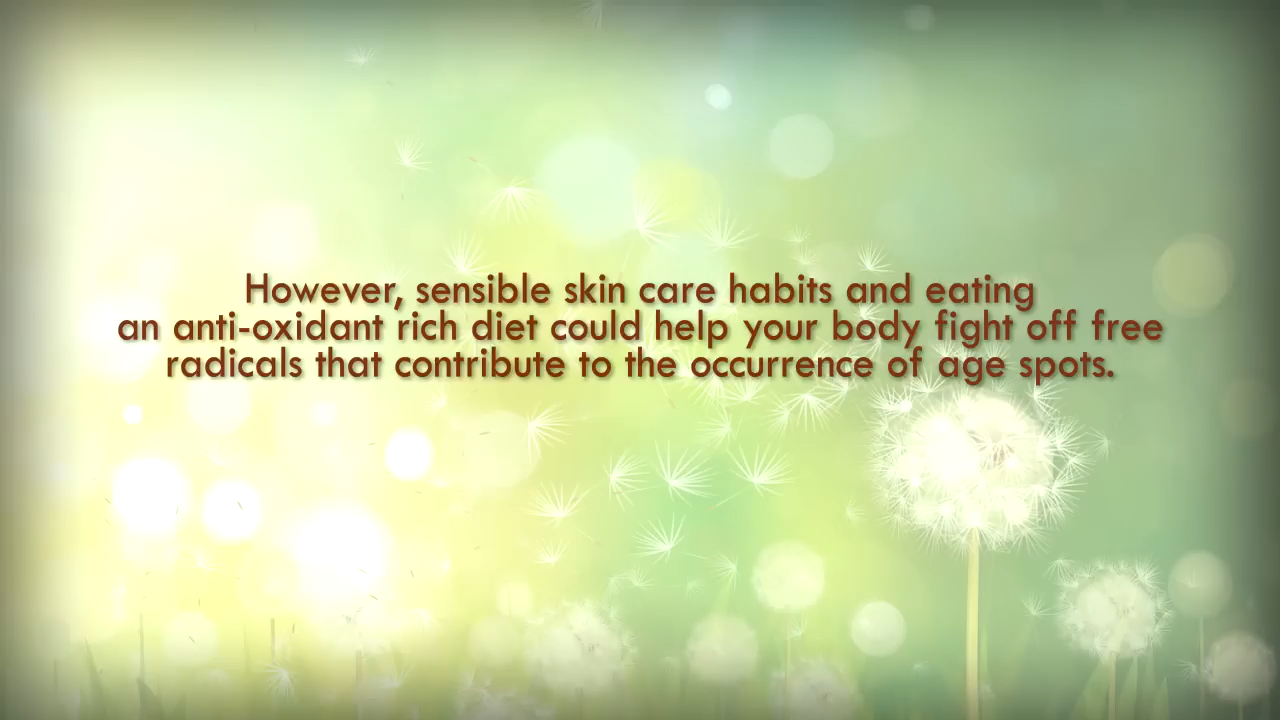 However, sensible skin care habits and eating
an anti-oxidant rich diet could help your body fight off free
radicals that contribute to the occurrence of age spots.